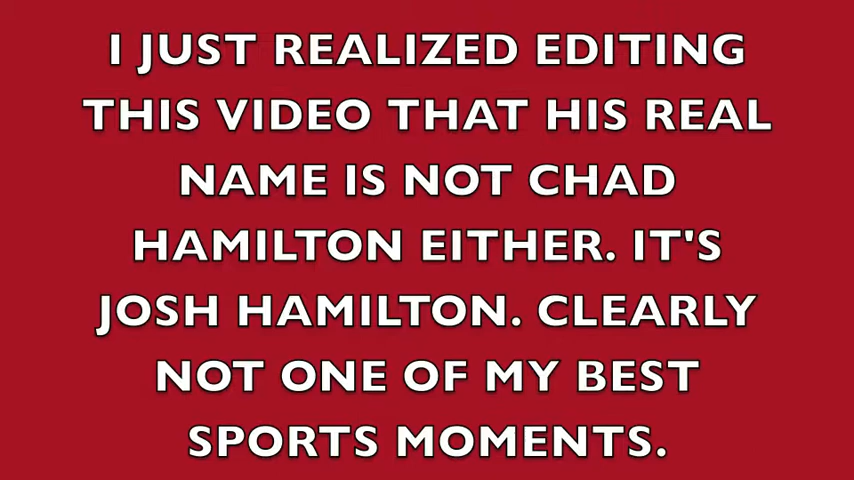 I JUST REALIZED EDITING
THIS VIDEO THAT HIS REAL
NAME IS NOT CHAD
HAMILTON EITHER. IT'S
JOSH HAMILTON. CLEARLY
NOT ONE OF MY BEST
SPORTS MOMENTS.